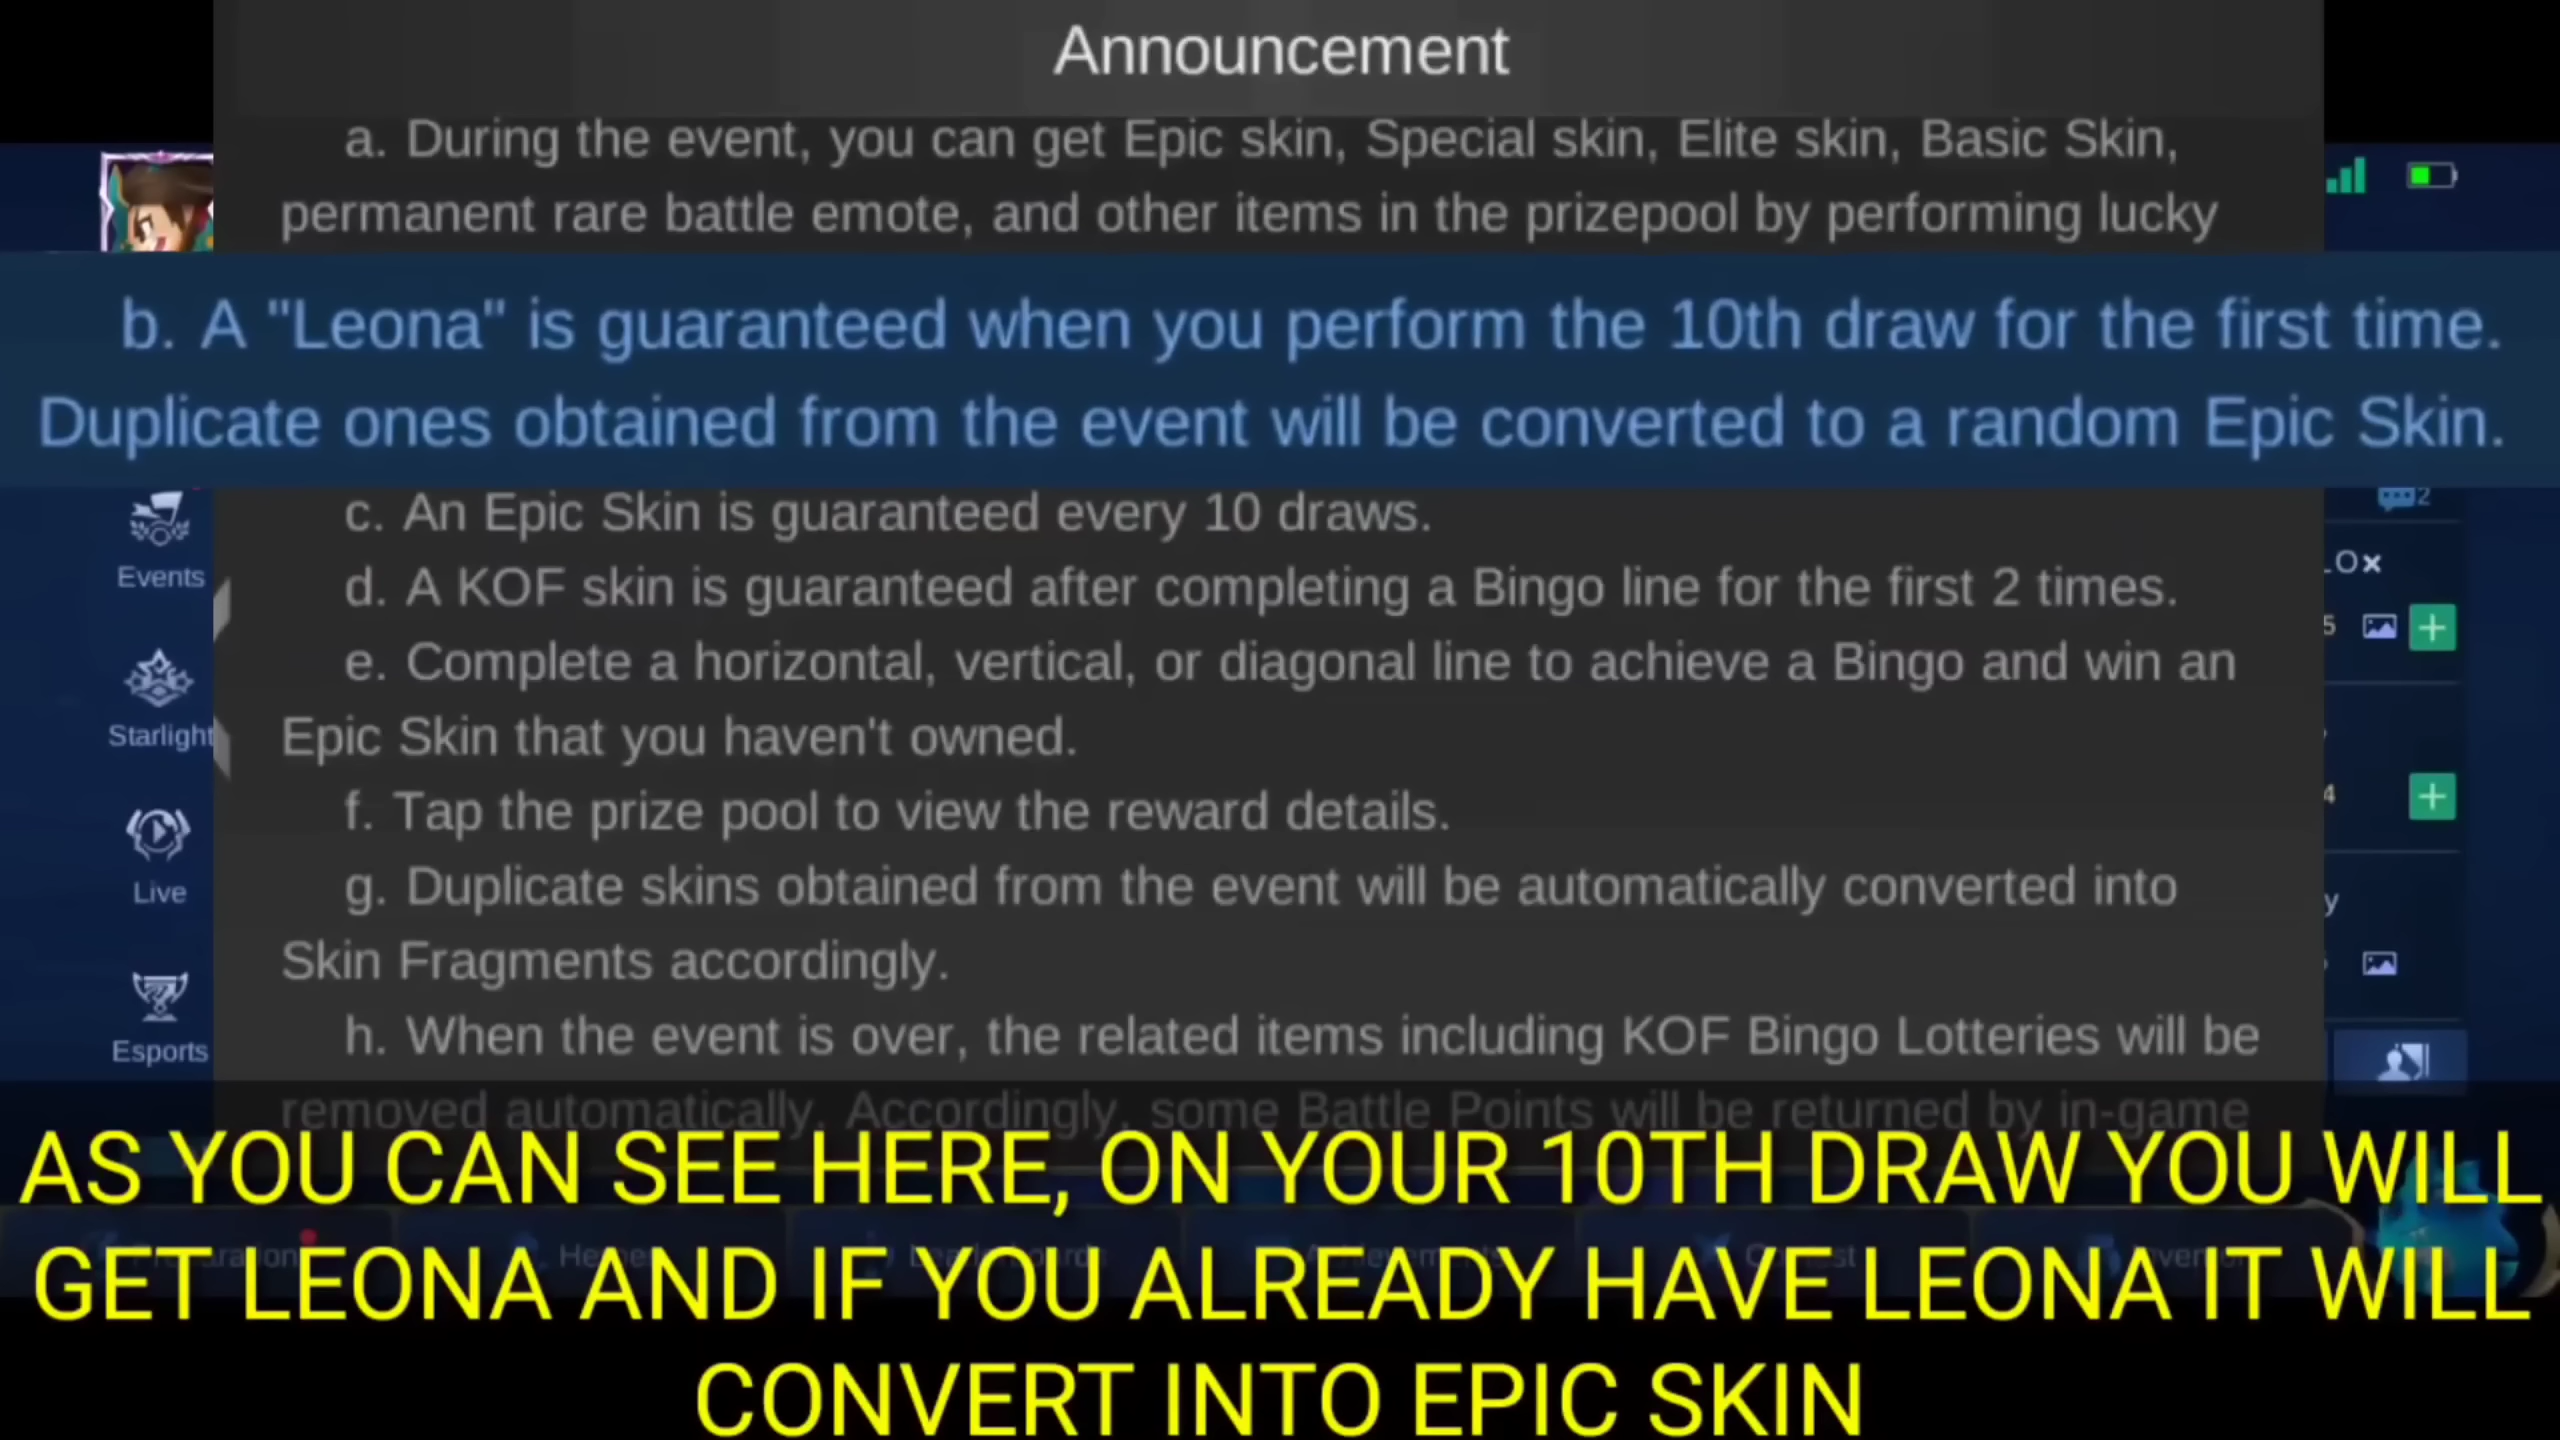 Announcement
a. During the event, you can get Epic skin, Special skin, Elite skin, Basic Skin,
permanent rare battle emote, and other items in the prizepool by performing lucky
b. A "Leona" is guaranteed when you perform the 10th draw for the first time.
Duplicate ones obtained from the event will be converted to a random Epic Skin.
c. An Epic Skin is guaranteed every 10 draws.
d. A KOF skin is guaranteed after completing a Bingo line for the first 2 times.
e. Complete a horizontal, vertical, or diagonal line to achieve a Bingo and win an
Epic Skin that you haven't owned.
f. Tap the prize pool to view the reward details.
g. Duplicate skins obtained from the event will be automatically converted into
Skin Fragments accordingly.
h. When the event is over, the related items including KOF Bingo Lotteries will be
removed automatically. Accordingly, some Battle Points will be returned by in-game
Events
Starlight
Live
Esports
2
LO
5
4
y
AS YOU CAN SEE HERE, ON YOUR 10TH DRAW YOU WILL
GET LEONA AND IF YOU ALREADY HAVE LEONA IT WILL
CONVERT INTO EPIC SKIN